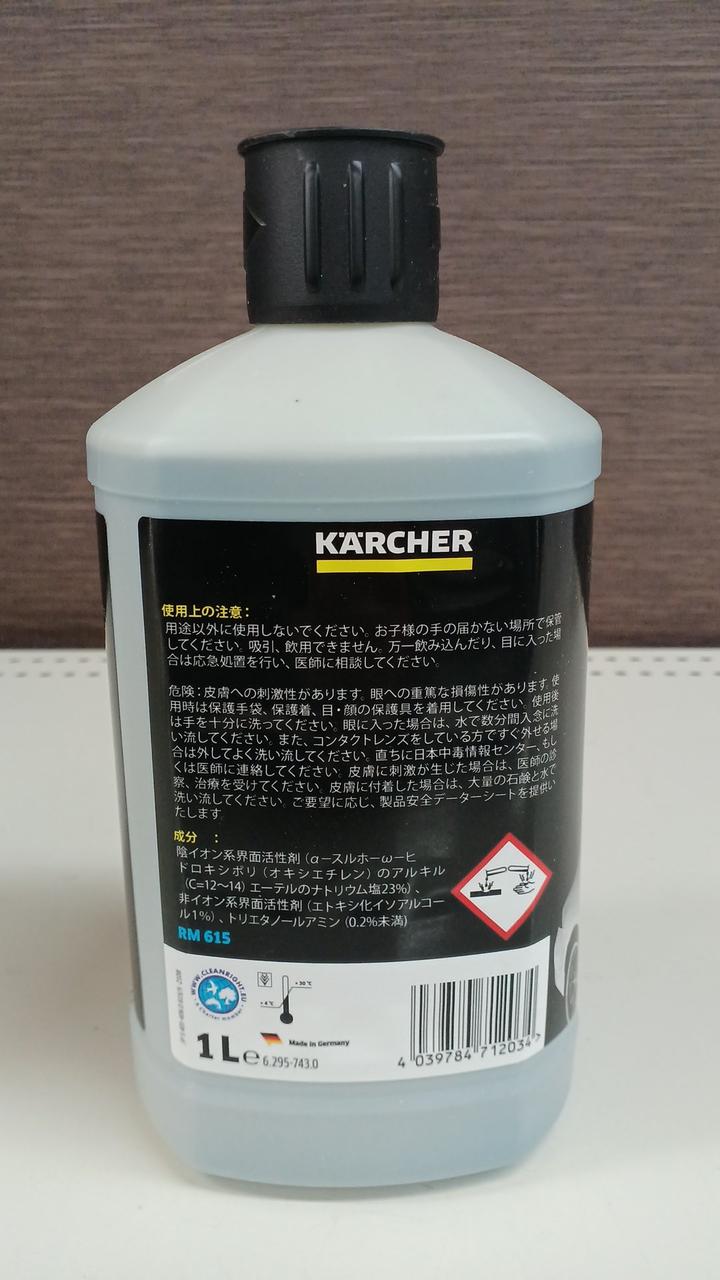 KÄRCHER
使用上の注意：
用途以外に使用しないでください。お子様の手の届かない場所で保管
してください。吸引、飲用できません。万一飲み込んだり、目に入った場
合は応急処置を行い、医師に相談してください。
危険：皮膚への刺激性があります。眼への重篤な損傷性があります。使
用時は保護手袋、保護着、目・顔の保護具を着用してください。使用後
は手を十分に洗ってください。眼に入った場合は、水で数分間入念に洗
い流してください。また、コンタクトレンズをしている方ですぐ外せる場
合は外してよく洗い流してください。直ちに日本中毒情報センター、もし
くは医師に連絡してください。皮膚に刺激が生じた場合は、医師の診
察、治療を受けてください。皮膚に付着した場合は、大量の石鹸と水で
洗い流してください。ご要望に応じ、製品安全データーシートを提供い
たします。
成分　：
陰イオン系界面活性剤（α－スルホ－ω－ヒ
ドロキシポリ（オキシエチレン）のアルキル
（C=12～14）エーテルのナトリウム塩23%）、
非イオン系界面活性剤（エトキシ化イソアルコー
ル1%）、トリエタノールアミン（0.2%未満）
RM 615
WWW.CLEANRIGHT.EU
+ 30 °C
+ 4 °C
Made in Germany
1 L e 6.295-743.0
4 039784 712034 >